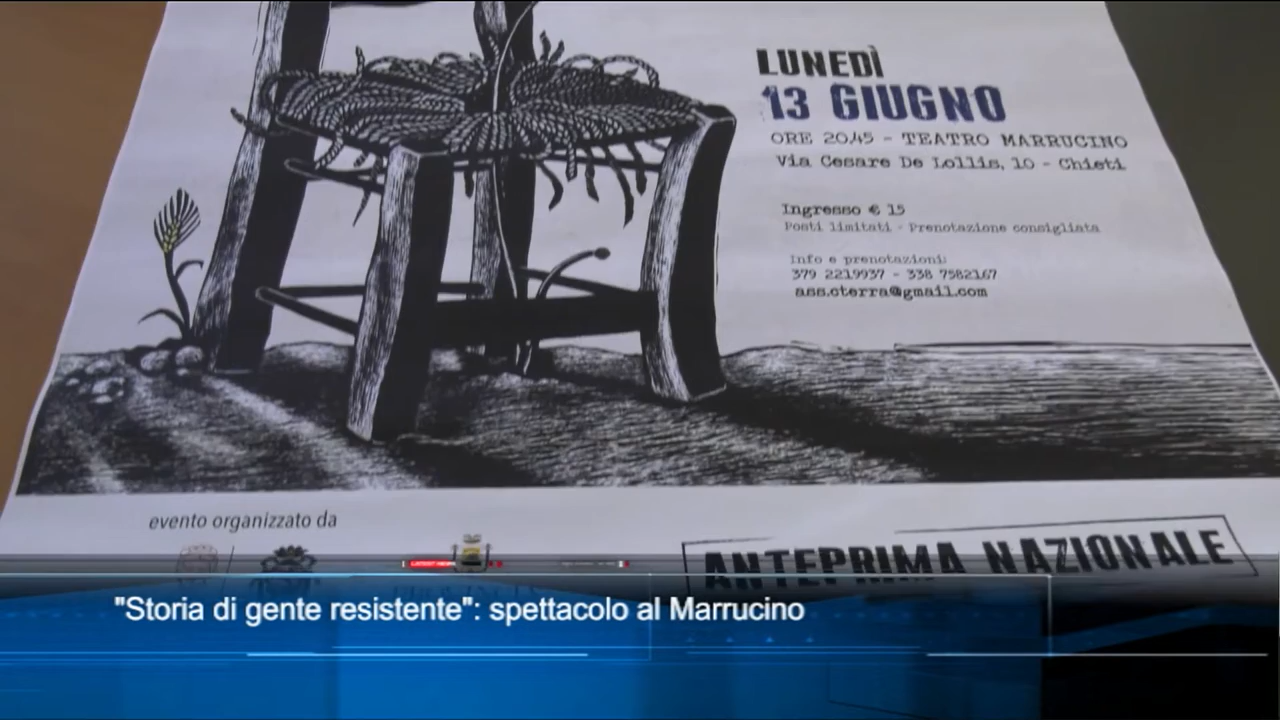 LUNEDÌ
13 GIUGNO
ORE 20.45 - TEATRO MARRUCINO
Via Cesare De Lollis, 10 - Chieti
Ingresso € 15
Posti limitati - Prenotazione consigliata
Info e prenotazioni:
379 2219937 - 338 7582167
ass.cterra@gmail.com
evento organizzato da
ANTEPRIMA NAZIONALE
"Storia di gente resistente": spettacolo al Marrucino